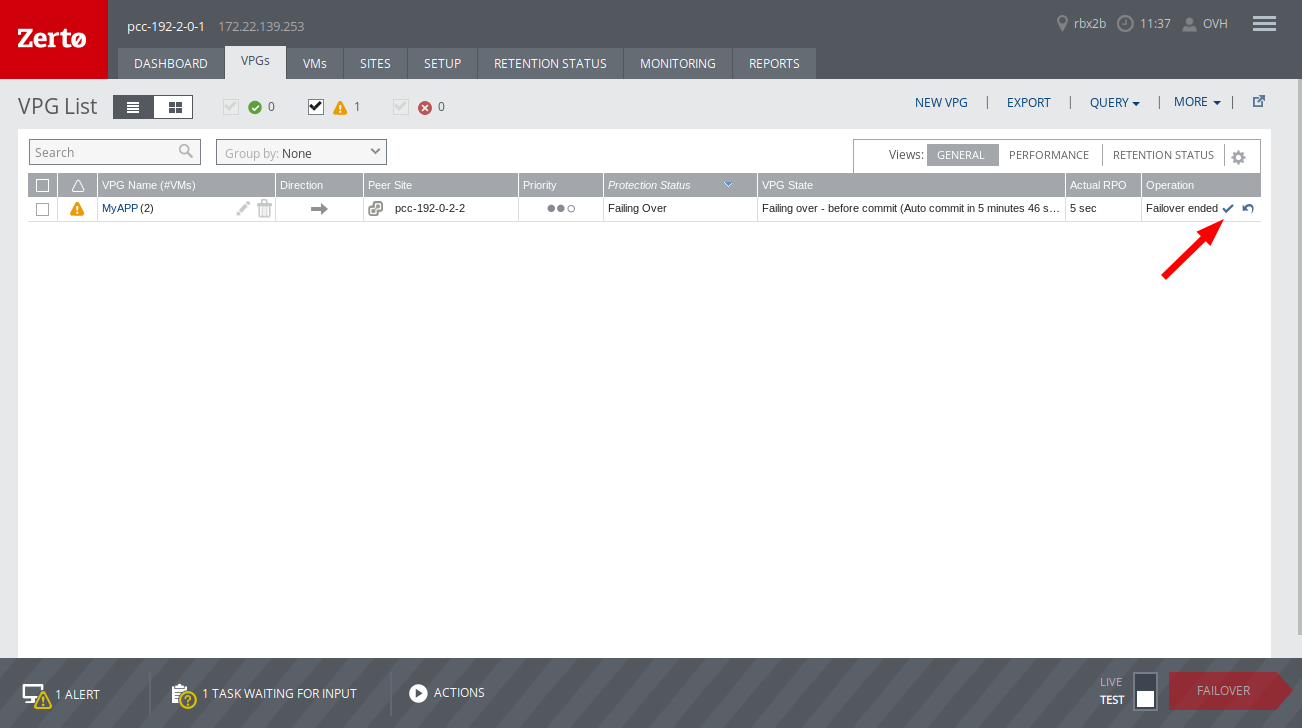 Zerto
pcc-192-2-0-1 172.22.139.253
rbx2b 11:37 OVH
DASHBOARD VPGs VMs SITES SETUP RETENTION STATUS MONITORING REPORTS
VPG List 0 1 0
NEW VPG | EXPORT | QUERY | MORE |
Search Group by: None
Views: GENERAL PERFORMANCE RETENTION STATUS
VPG Name (#VMs) Direction Peer Site Priority Protection Status VPG State Actual RPO Operation
MyAPP (2) pcc-192-0-2-2 Failing Over Failing over - before commit (Auto commit in 5 minutes 46 s... 5 sec Failover ended
1 ALERT 1 TASK WAITING FOR INPUT ACTIONS
LIVE
TEST
FAILOVER